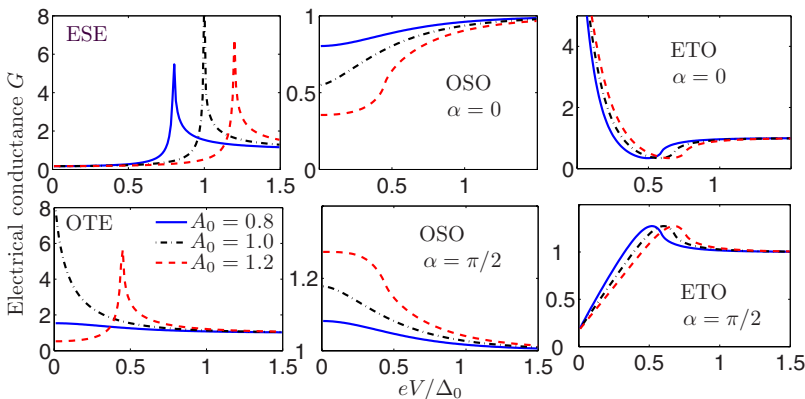 Electrical conductance G
8
6
4
2
0
ESE
0 0.5 1 1.5
1
0.5
0
OSO
α = 0
0.5 1 1.5
4
2
0
ETO
α = 0
0 0.5 1 1.5
8
6
4
2
0
OTE
A₀ = 0.8
A₀ = 1.0
A₀ = 1.2
0 0.5 1 1.5
1.2
1
OSO
α = π/2
0 0.5 1 1.5
eV/Δ₀
1
0
ETO
α = π/2
0 0.5 1 1.5